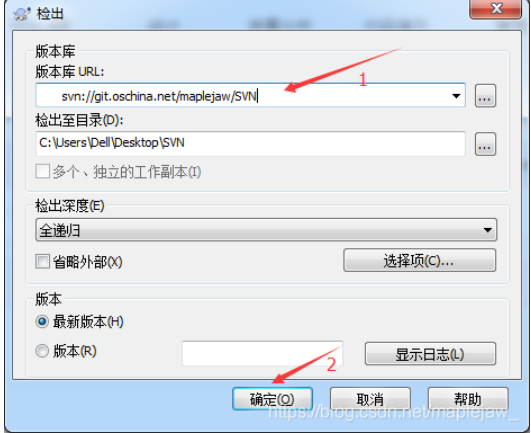 检出
版本库
版本库 URL:
svn://git.oschina.net/maplejaw/SVN
1
...
检出至目录(D):
C:\Users\Dell\Desktop\SVN
...
多个、独立的工作副本(I)
检出深度(E)
全递归
省略外部(X)
选择项(C)...
版本
最新版本(H)
版本(R)
2
显示日志(L)
确定(O)
取消
帮助
https://blog.csdn.net/maplejaw_